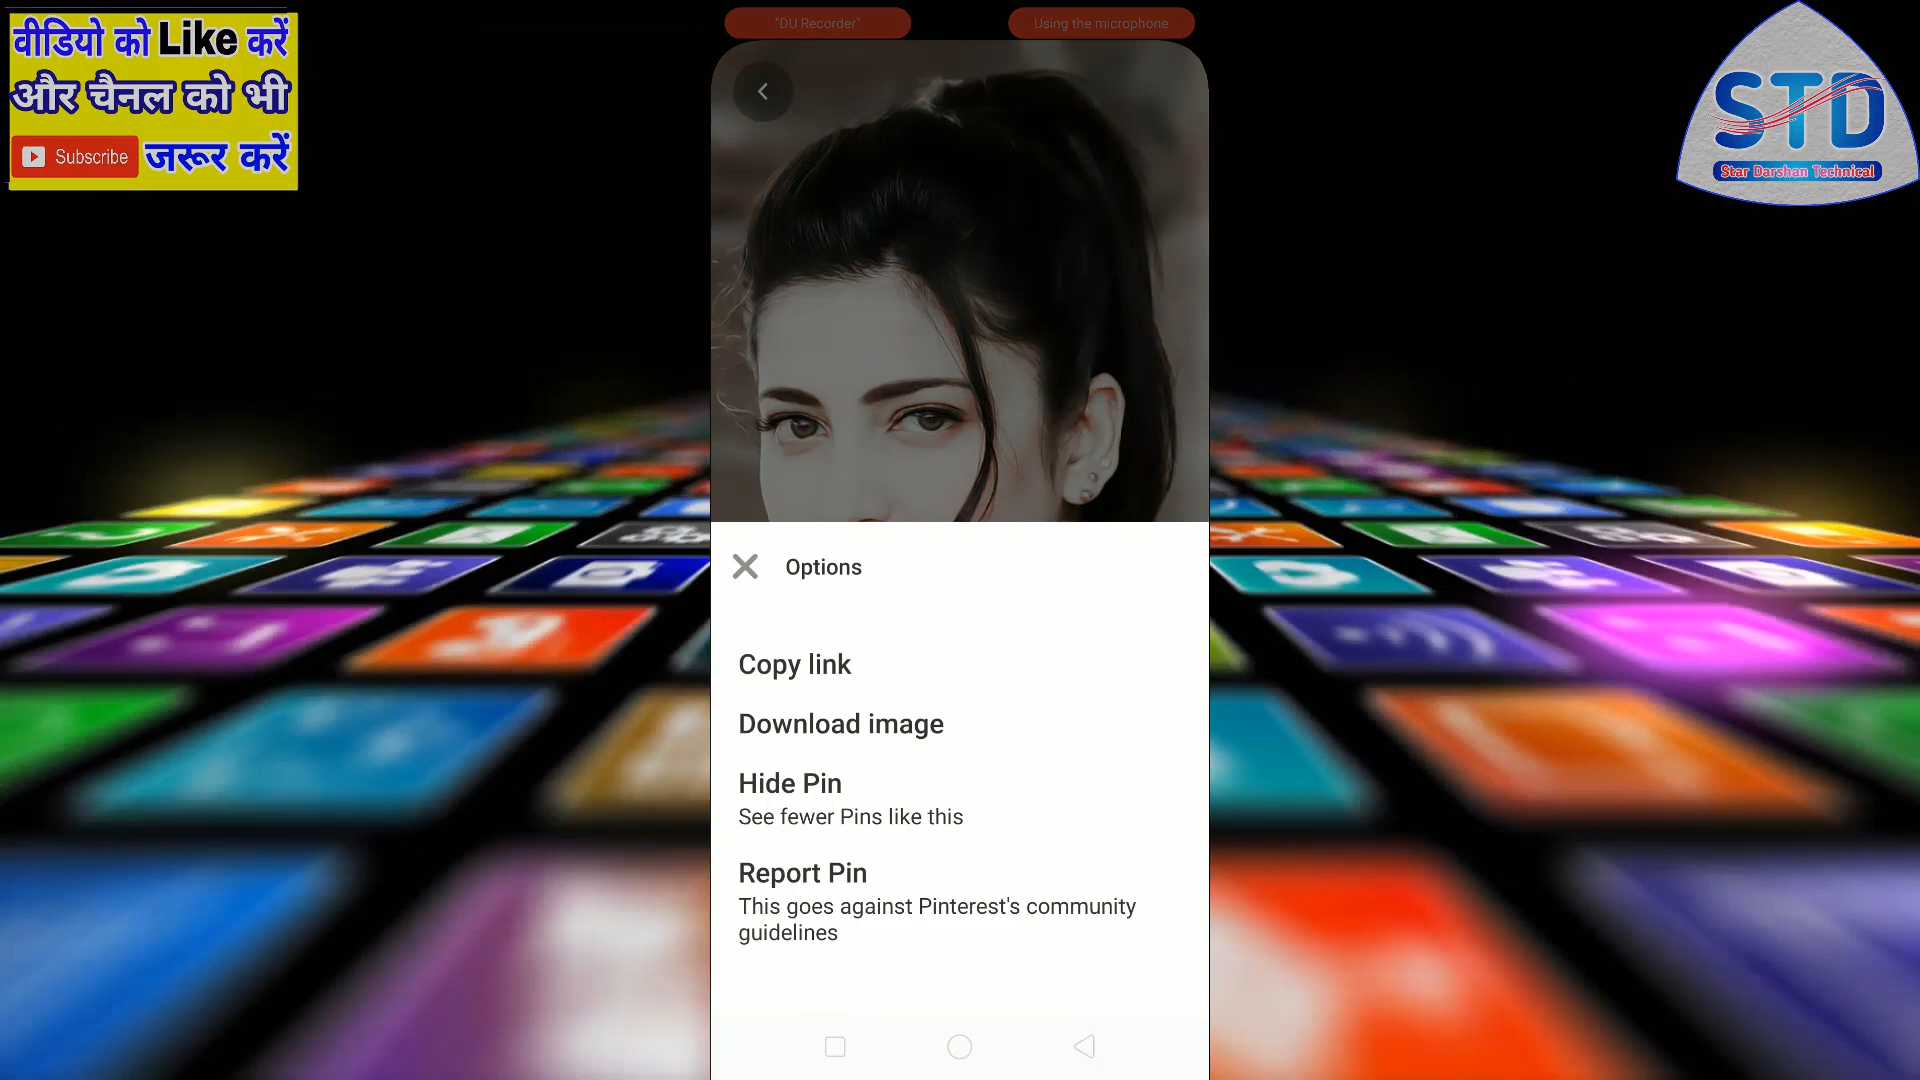 वीडियो को Like करें
और चैनल को भी
Subscribe जरूर करें
"DU Recorder"
Using the microphone
STD
Star Darshan Technical
Options
Copy link
Download image
Hide Pin
See fewer Pins like this
Report Pin
This goes against Pinterest's community
guidelines